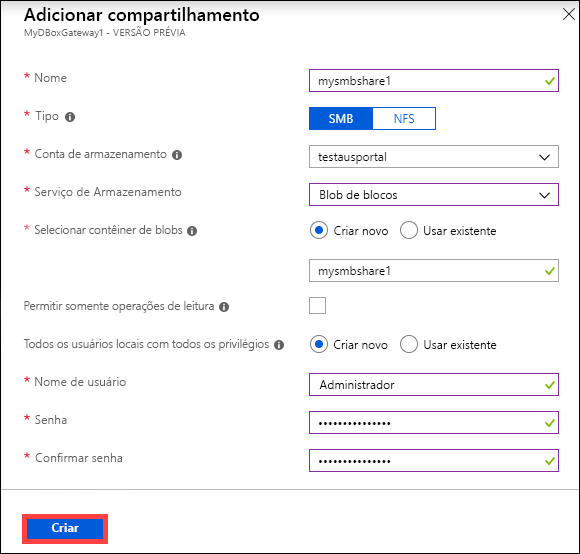 Adicionar compartilhamento
MyDBoxGateway1 - VERSÃO PRÉVIA
* Nome mysmbshare1
* Tipo SMB NFS
* Conta de armazenamento testausportal
* Serviço de Armazenamento Blob de blocos
* Selecionar contêiner de blobs Criar novo Usar existente
mysmbshare1
Permitir somente operações de leitura
Todos os usuários locais com todos os privilégios Criar novo Usar existente
* Nome de usuário Administrador
* Senha •••••••••••••••
* Confirmar senha •••••••••••••••
Criar